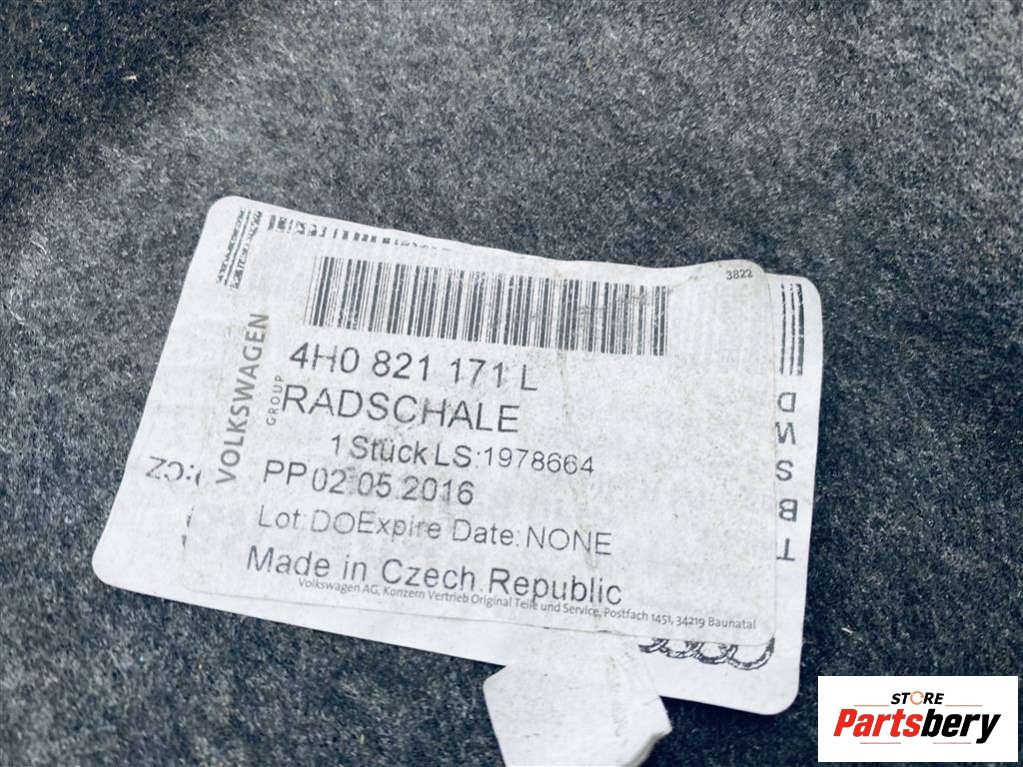 3822
4H0 821 171 L
VOLKSWAGEN
GROUP
RADSCHALE
1 Stück LS:1978664
PP 02.05.2016
Lot:DOExpire Date:NONE
Made in Czech Republic
Volkswagen AG, Konzern Vertrieb Original Teile und Service, Postfach 1451, 34219 Baunatal
STORE
Partsbery